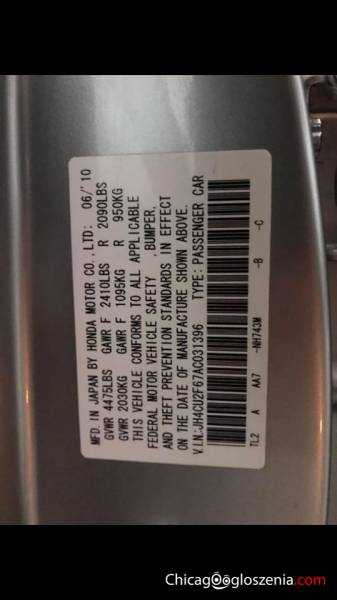 MFD.IN JAPAN BY HONDA MOTOR CO.,LTD: 06/'10
GVWR 4475LBS GAWR F 2410LBS R 2090LBS
GVWR 2030KG GAWR F 1095KG R 950KG
THIS VEHICLE CONFORMS TO ALL APPLICABLE
FEDERAL MOTOR VEHICLE SAFETY , BUMPER,
AND THEFT PREVENTION STANDARDS IN EFFECT
ON THE DATE OF MANUFACTURE SHOWN ABOVE.
V.I.N:JH4CU2F67AC031396 TYPE: PASSENGER CAR
TL2 A AA7 -NH743M -B -C
Chicagoogloszenia.com